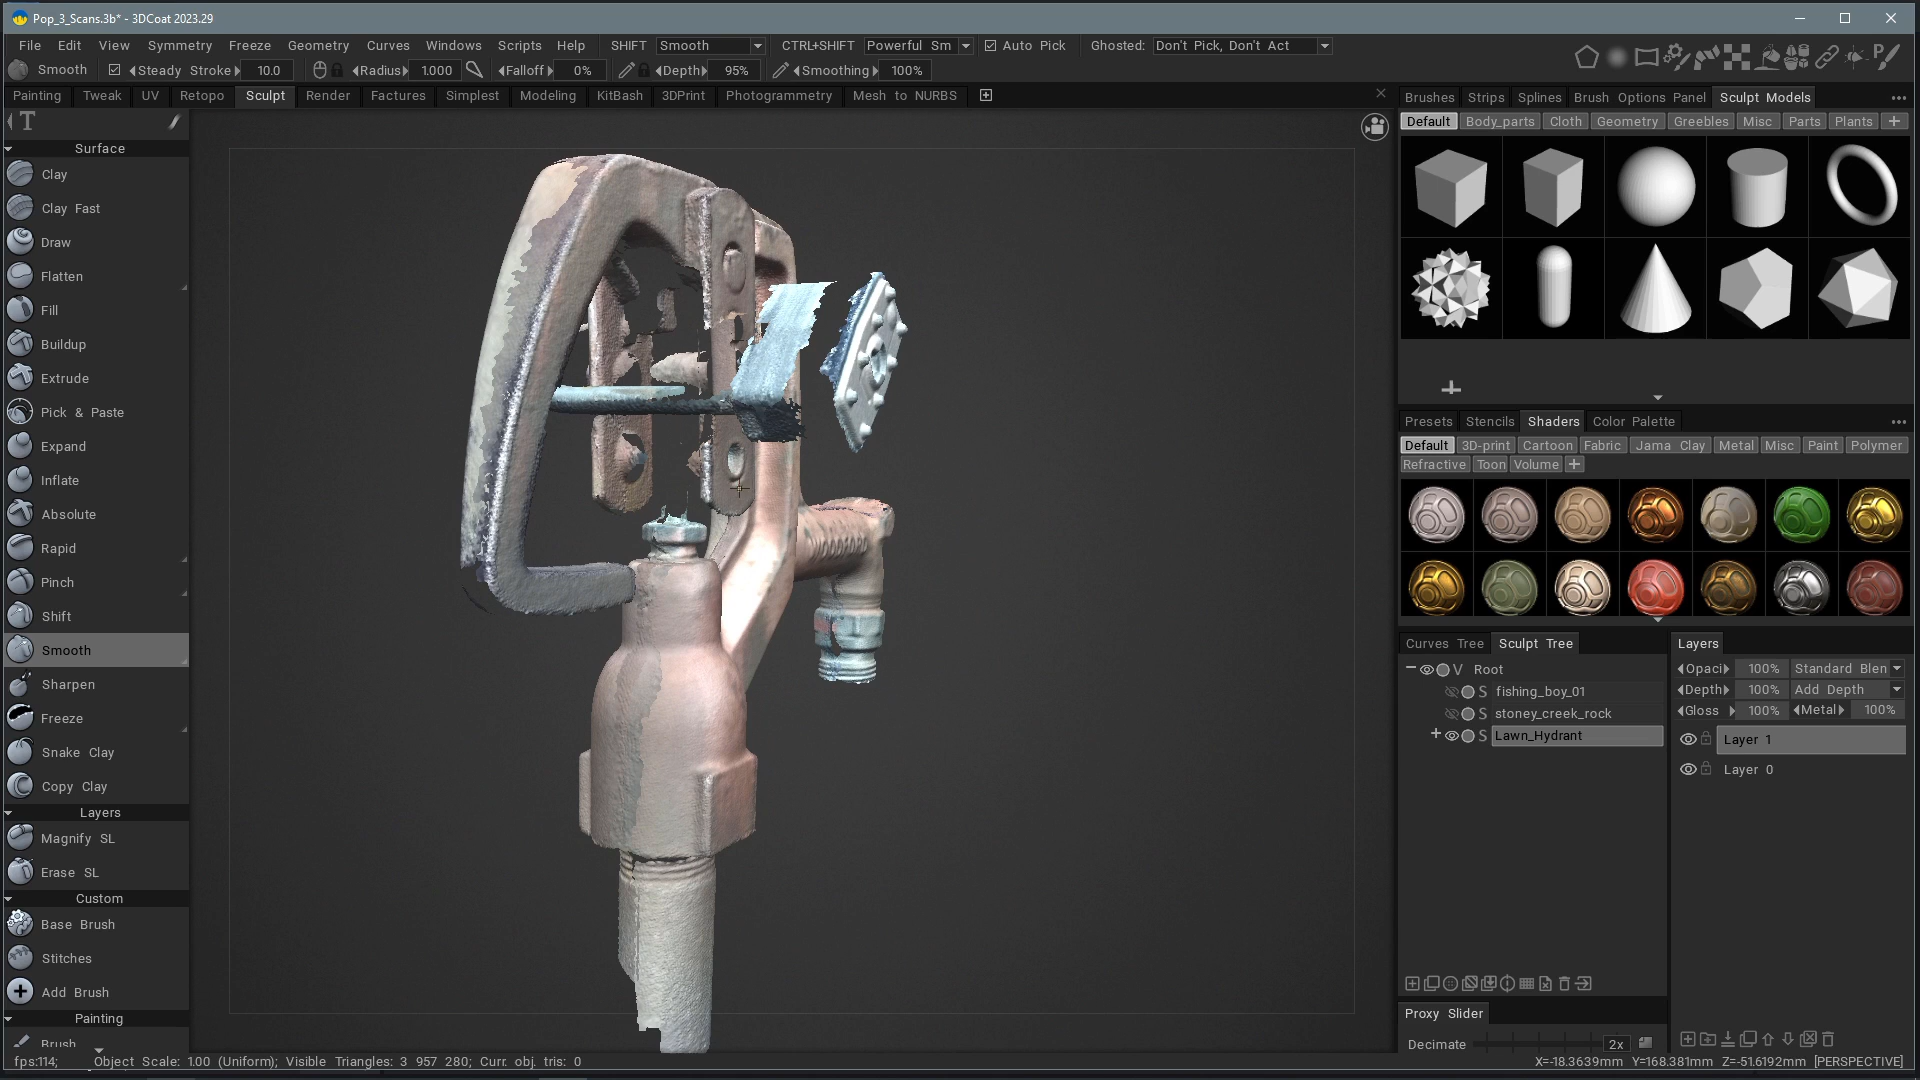 Pop_3_Scans.3b* - 3DCoat 2023.29
File Edit View Symmetry Freeze Geometry Curves Windows Scripts Help SHIFT Smooth CTRL+SHIFT Powerful Sm Auto Pick Ghosted: Don't Pick, Don't Act
Smooth Steady Stroke 10.0 Radius 1.000 Falloff 0% Depth 95% Smoothing 100%
Painting Tweak UV Retopo Sculpt Render Factures Simplest Modeling KitBash 3DPrint Photogrammetry Mesh to NURBS
T
Surface
Clay
Clay Fast
Draw
Flatten
Fill
Buildup
Extrude
Pick & Paste
Expand
Inflate
Absolute
Rapid
Pinch
Shift
Smooth
Sharpen
Freeze
Snake Clay
Copy Clay
Layers
Magnify SL
Erase SL
Custom
Base Brush
Stitches
Add Brush
Painting
Brush
Brushes Strips Splines Brush Options Panel Sculpt Models
Default Body_parts Cloth Geometry Greebles Misc Parts Plants
Presets Stencils Shaders Color Palette
Default 3D-print Cartoon Fabric Jama Clay Metal Misc Paint Polymer
Refractive Toon Volume
Curves Tree Sculpt Tree
V Root
S fishing_boy_01
S stoney_creek_rock
S Lawn_Hydrant
Layers
Opaci 100% Standard Blen
Depth 100% Add Depth
Gloss 100% Metal 100%
Layer 1
Layer 0
Proxy Slider
Decimate 2x
fps:114; Object Scale: 1.00 (Uniform); Visible Triangles: 3 957 280; Curr. obj. tris: 0
X=-18.3639mm Y=168.381mm Z=-51.6192mm [PERSPECTIVE]